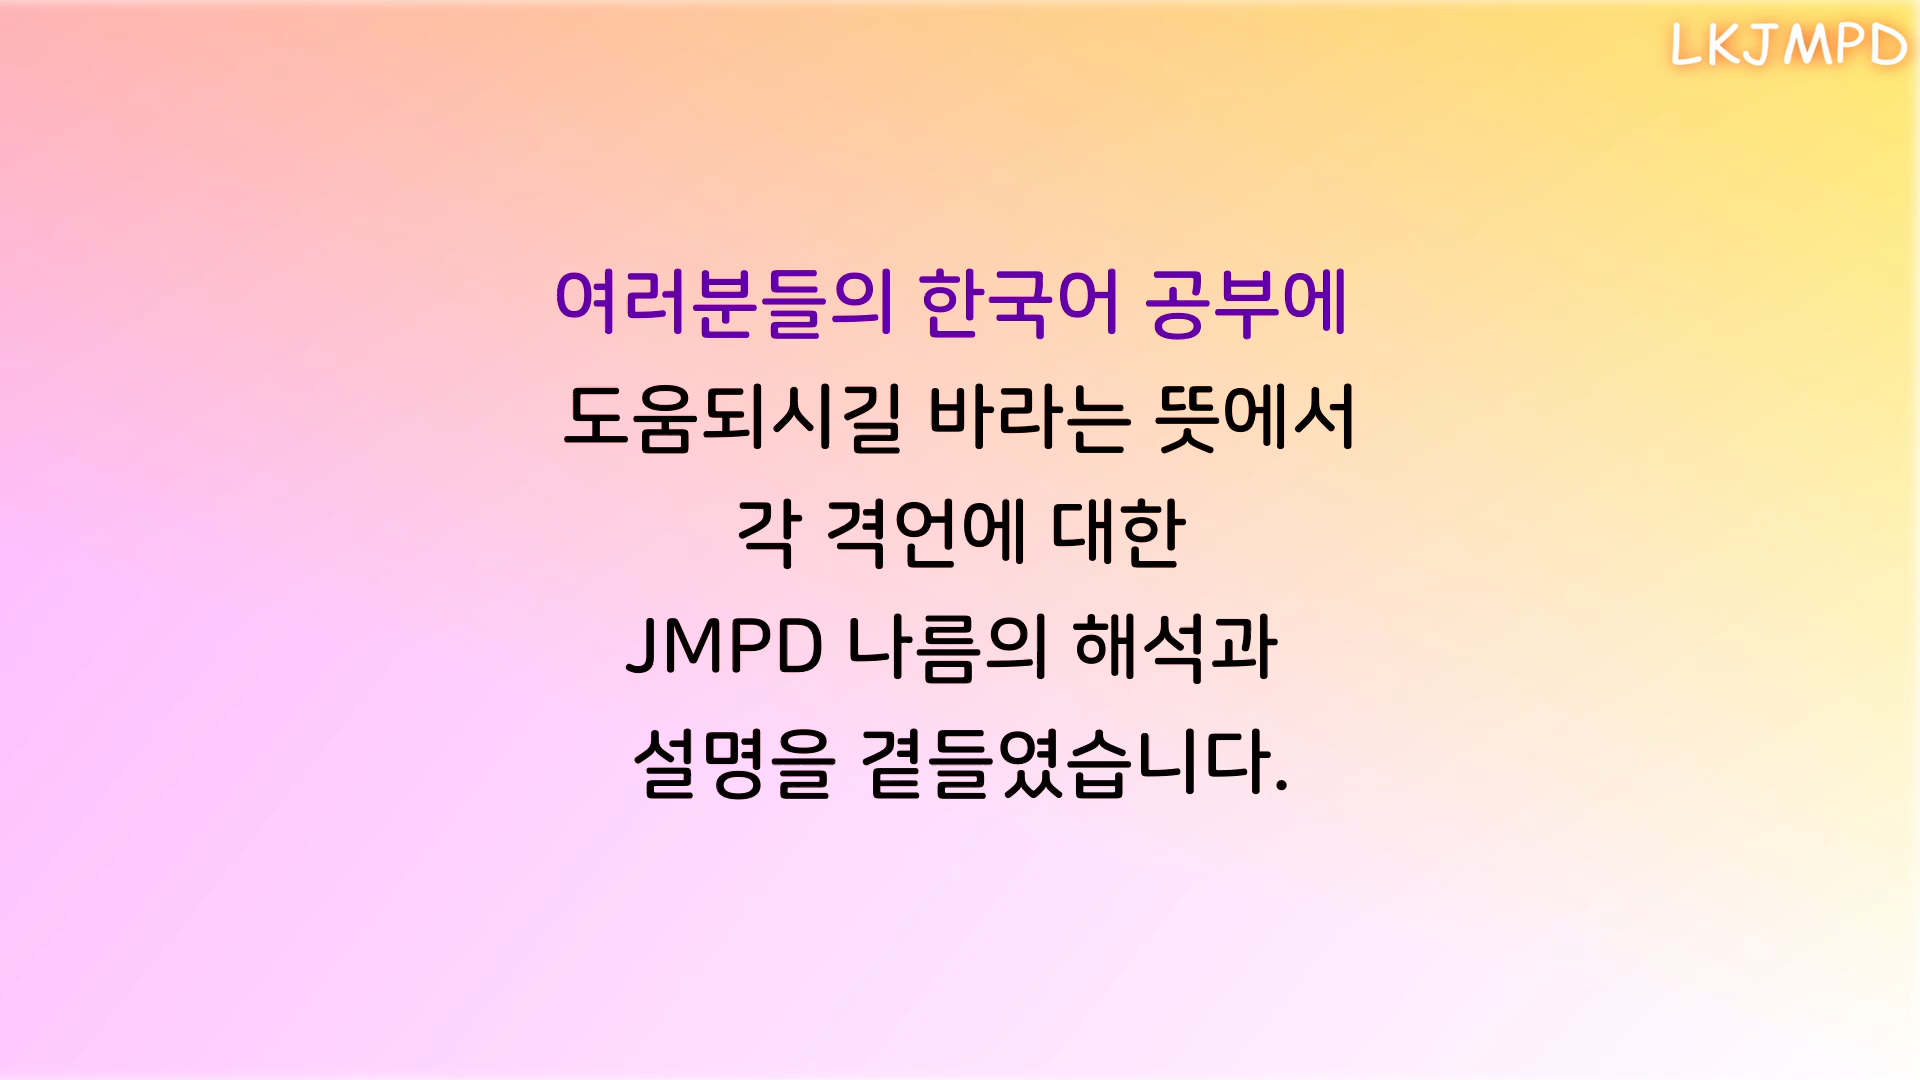 LKJMPD
여러분들의 한국어 공부에
도움되시길 바라는 뜻에서
각 격언에 대한
JMPD 나름의 해석과
설명을 곁들였습니다.